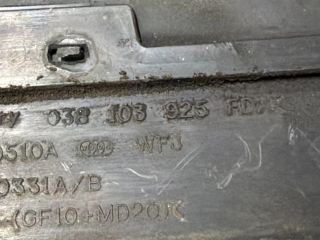 038 103 925 FD
0510A WFJ
0331A/B
-(GF10+MD20)K